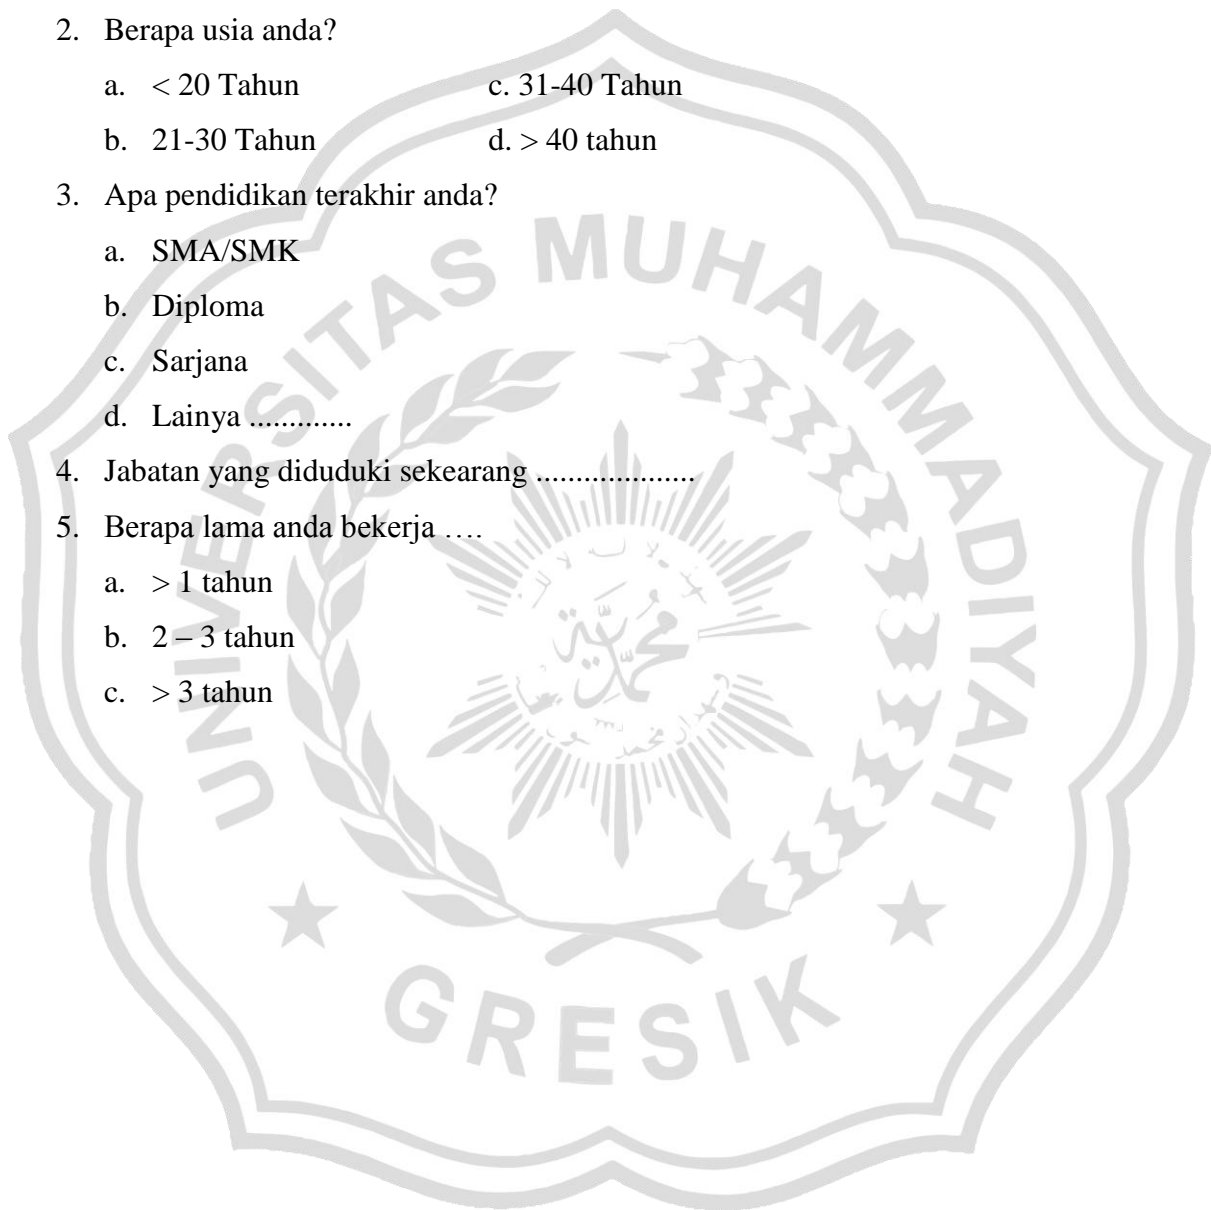 2. Berapa usia anda?
a. < 20 Tahun c. 31-40 Tahun
b. 21-30 Tahun d. > 40 tahun
3. Apa pendidikan terakhir anda?
a. SMA/SMK
b. Diploma
c. Sarjana
d. Lainya .............
4. Jabatan yang diduduki sekearang ....................
5. Berapa lama anda bekerja ….
a. > 1 tahun
b. 2 – 3 tahun
c. > 3 tahun
UNIVERSITAS MUHAMMADIYAH
GRESIK